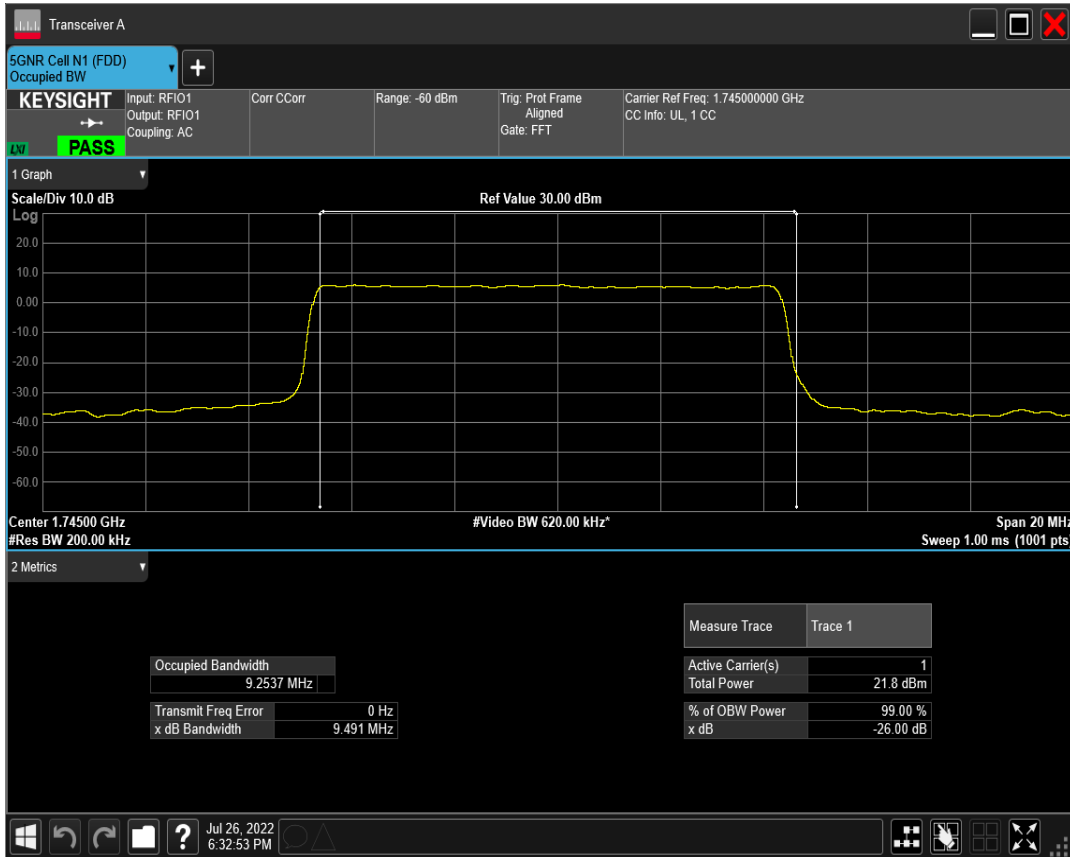 Transceiver A
5GNR Cell N1 (FDD)
Occupied BW
+
KEYSIGHT
LXI
PASS
Input: RFIO1
Output: RFIO1
Coupling: AC
Corr CCorr
Range: -60 dBm
Trig: Prot Frame
Aligned
Gate: FFT
Carrier Ref Freq: 1.745000000 GHz
CC Info: UL, 1 CC
1 Graph
Scale/Div 10.0 dB
Ref Value 30.00 dBm
Log
20.0
10.0
0.00
-10.0
-20.0
-30.0
-40.0
-50.0
-60.0
Center 1.74500 GHz
#Video BW 620.00 kHz*
Span 20 MHz
#Res BW 200.00 kHz
Sweep 1.00 ms (1001 pts)
2 Metrics
Measure Trace Trace 1
Occupied Bandwidth
9.2537 MHz
Active Carrier(s) 1
Total Power 21.8 dBm
Transmit Freq Error 0 Hz
x dB Bandwidth 9.491 MHz
% of OBW Power 99.00 %
x dB -26.00 dB
?
Jul 26, 2022
6:32:53 PM